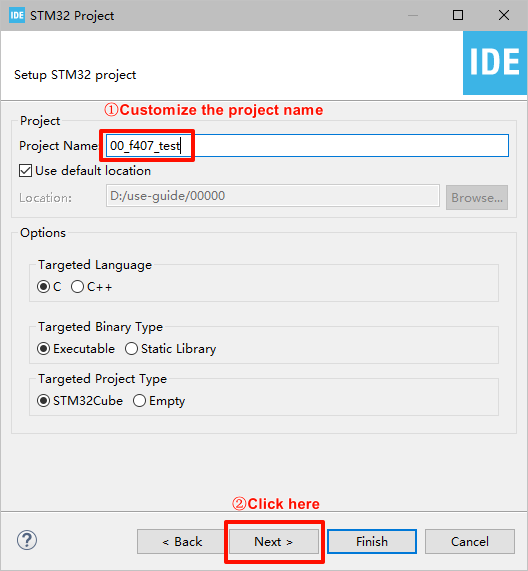 IDE STM32 Project
Setup STM32 project
IDE
①Customize the project name
Project
Project Name: 00_f407_test
Use default location
Location: D:/use-guide/00000 Browse...
Options
Targeted Language
C C++
Targeted Binary Type
Executable Static Library
Targeted Project Type
STM32Cube Empty
②Click here
? < Back Next > Finish Cancel